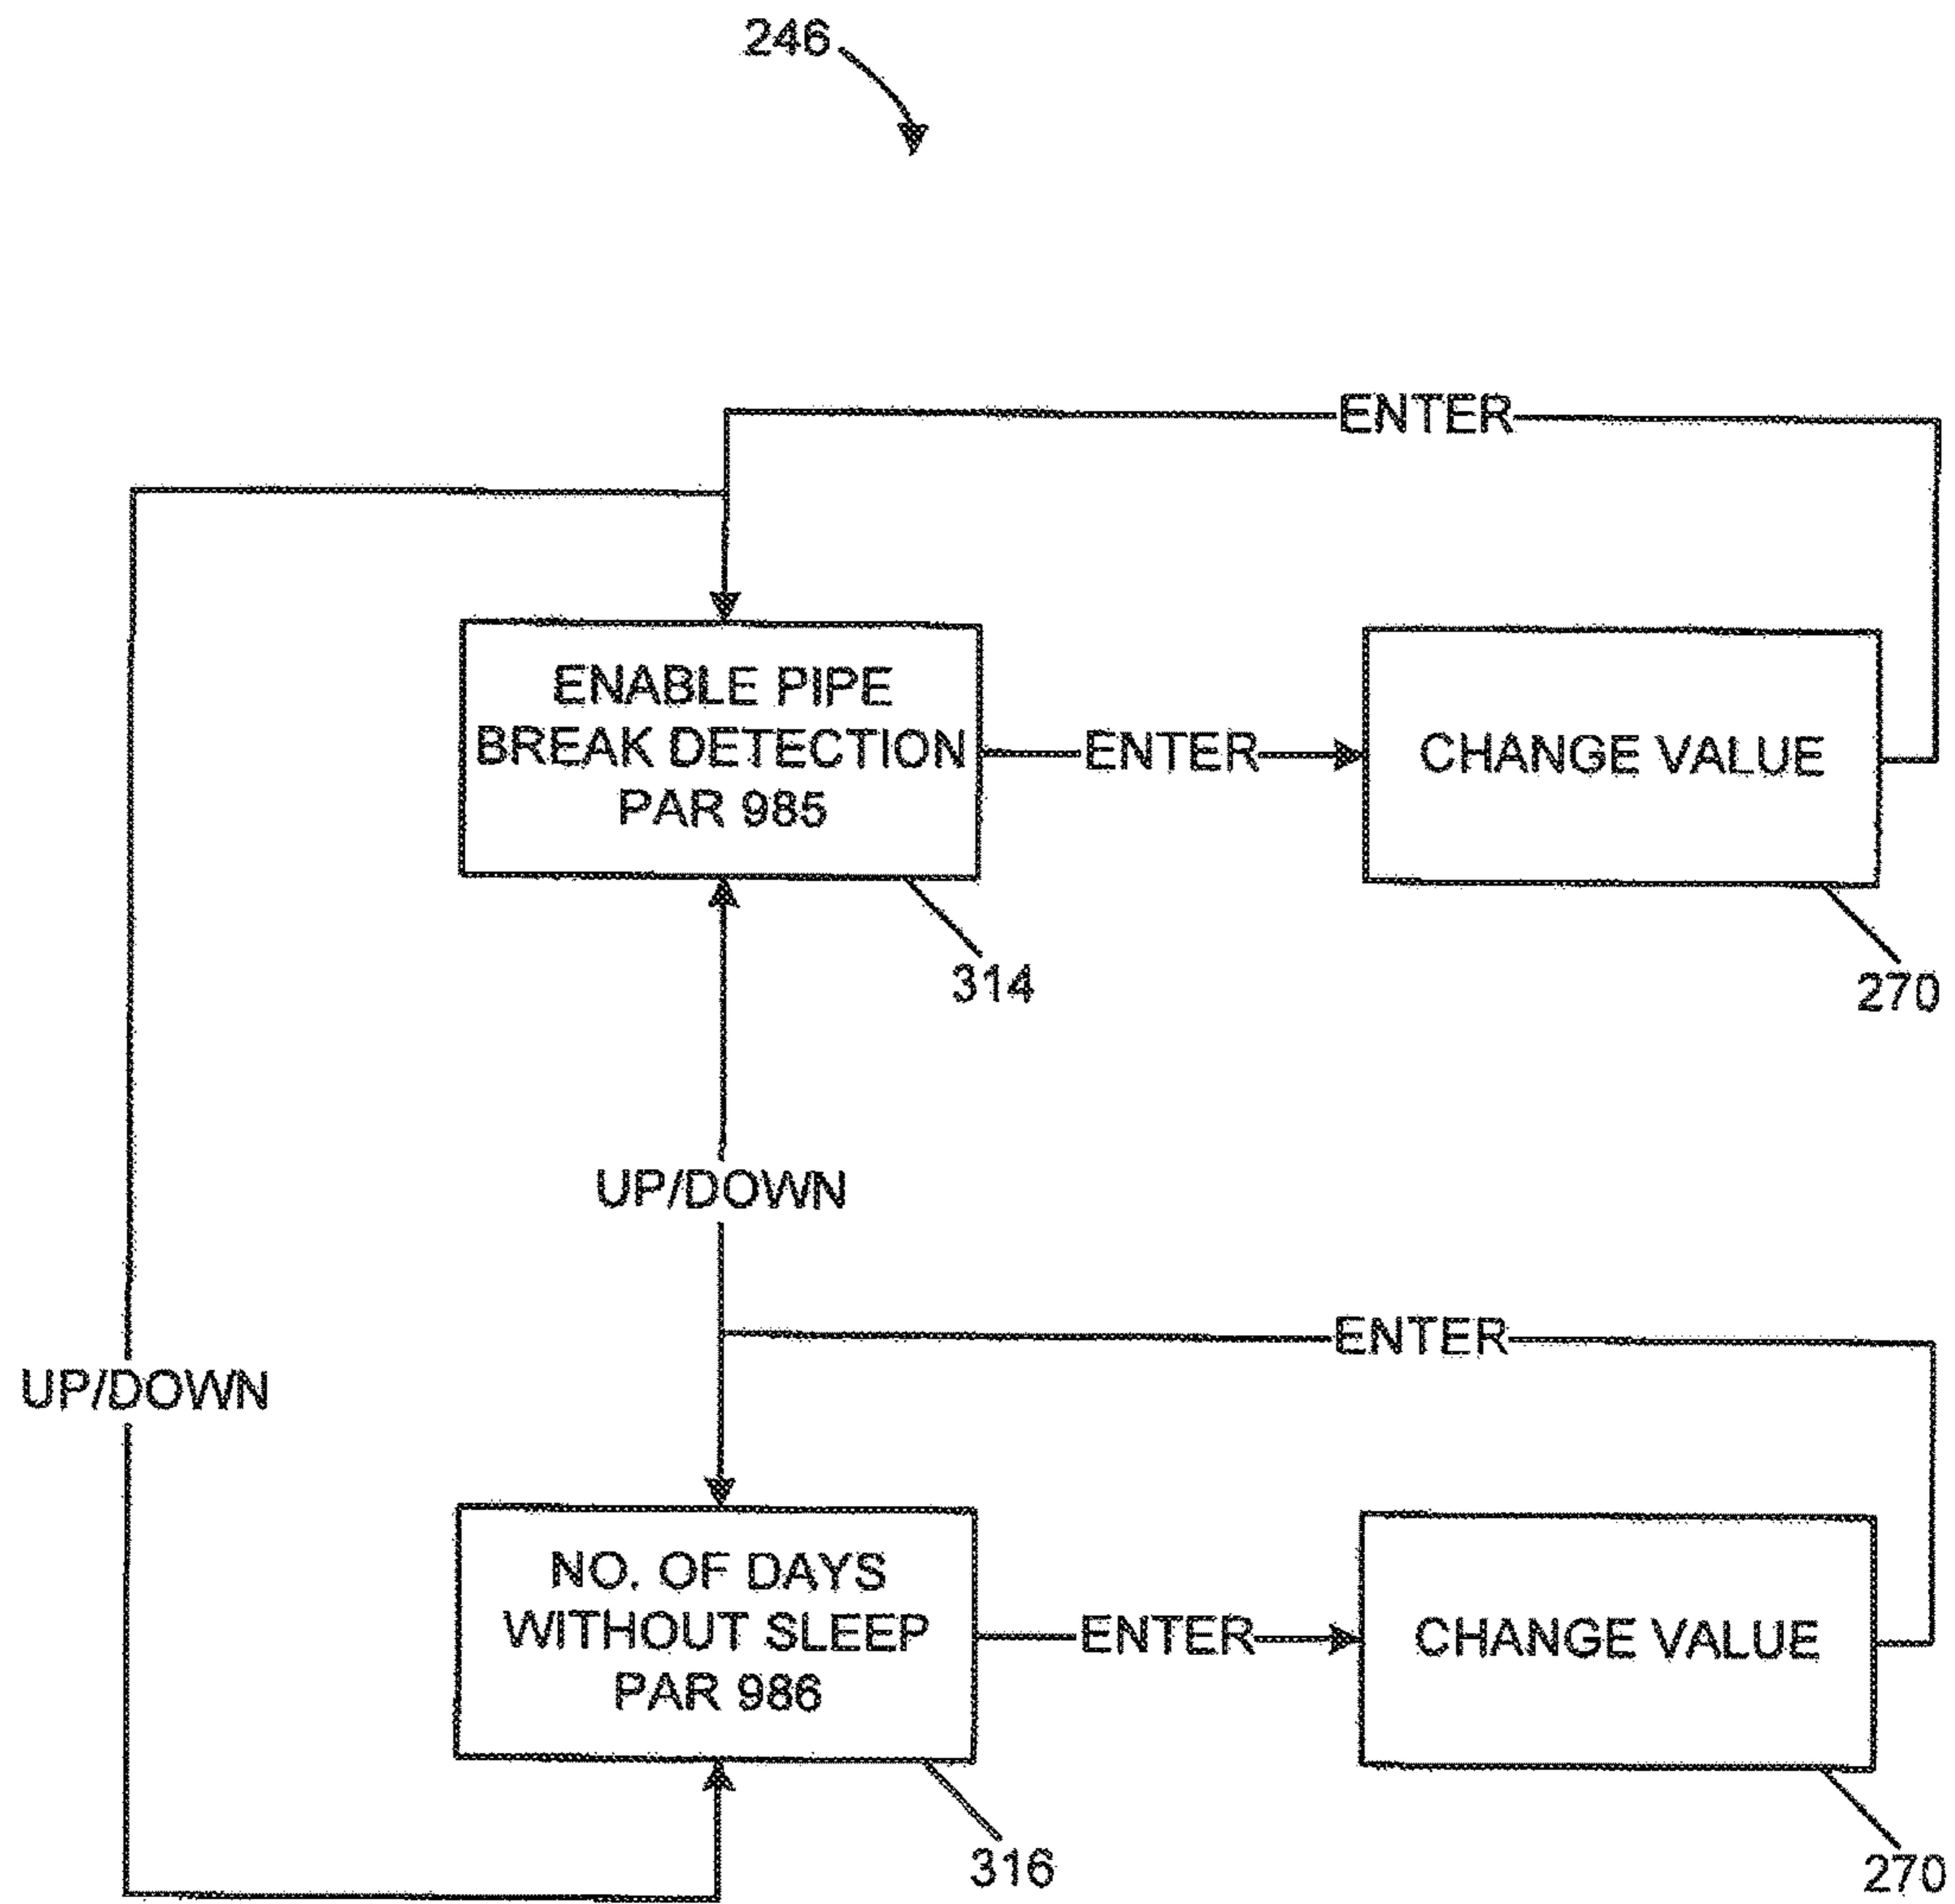 246
ENTER
ENABLE PIPE
BREAK DETECTION
PAR 985
ENTER
CHANGE VALUE
314
270
UP/DOWN
ENTER
UP/DOWN
NO. OF DAYS
WITHOUT SLEEP
PAR 986
ENTER
CHANGE VALUE
316
270